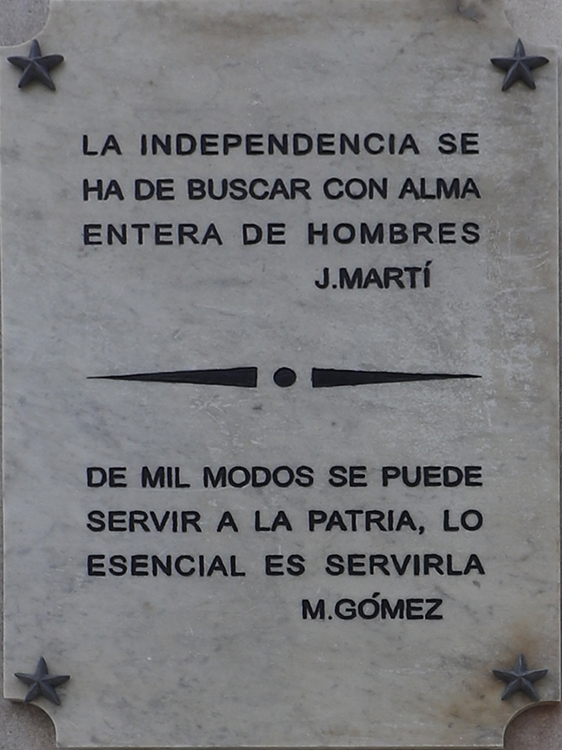 LA INDEPENDENCIA SE
HA DE BUSCAR CON ALMA
ENTERA DE HOMBRES
J.MARTÍ
DE MIL MODOS SE PUEDE
SERVIR A LA PATRIA, LO
ESENCIAL ES SERVIRLA
M.GÓMEZ